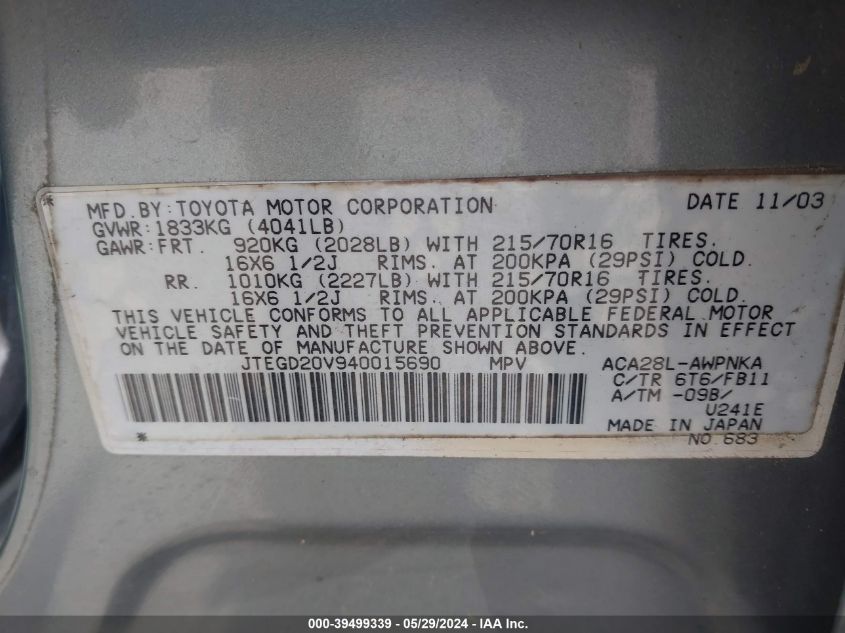 MFD.BY:TOYOTA MOTOR CORPORATION DATE 11/03
GVWR:1833KG (4041LB)
GAWR:FRT. 920KG (2028LB) WITH 215/70R16 TIRES.
16X6 1/2J RIMS. AT 200KPA (29PSI) COLD.
RR. 1010KG (2227LB) WITH 215/70R16 TIRES.
16X6 1/2J RIMS. AT 200KPA (29PSI) COLD.
THIS VEHICLE CONFORMS TO ALL APPLICABLE FEDERAL MOTOR
VEHICLE SAFETY AND THEFT PREVENTION STANDARDS IN EFFECT
ON THE DATE OF MANUFACTURE SHOWN ABOVE.
JTEGD20V940015690 MPV ACA28L-AWPNKA
C/TR 6T6/FB11
A/TM -09B/
U241E
MADE IN JAPAN
NO.683
000-39499339 - 05/29/2024 - IAA Inc.